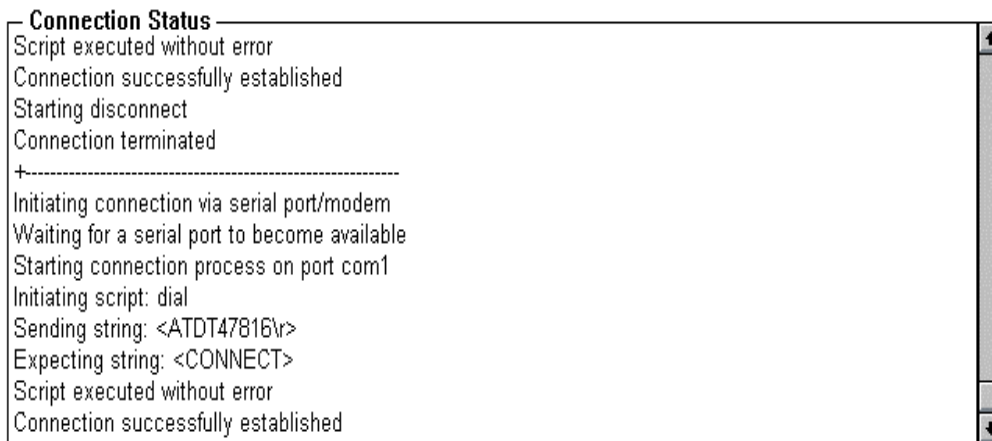 Connection Status
Script executed without error
Connection successfully established
Starting disconnect
Connection terminated
+------------------------------------------------------------
Initiating connection via serial port/modem
Waiting for a serial port to become available
Starting connection process on port com1
Initiating script: dial
Sending string: <ATDT47816\r>
Expecting string: <CONNECT>
Script executed without error
Connection successfully established